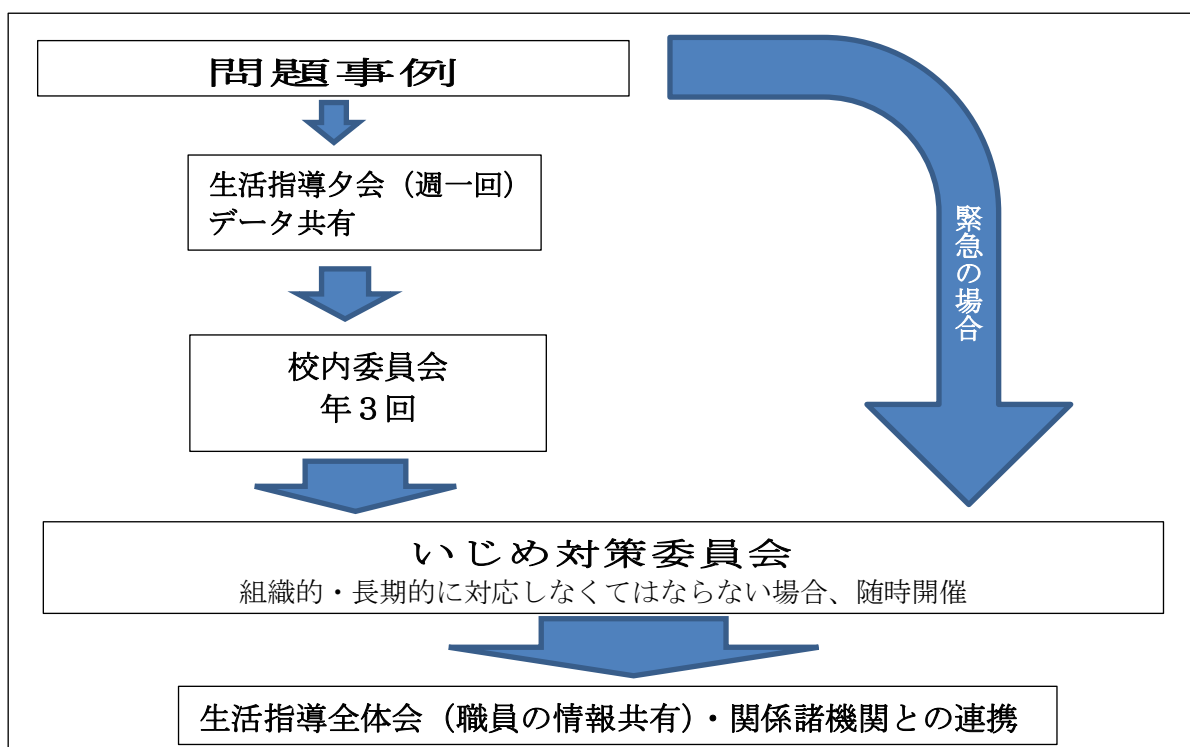 問題事例
生活指導夕会（週一回）
データ共有
緊急の場合
校内委員会
年３回
いじめ対策委員会
組織的・長期的に対応しなくてはならない場合、随時開催
生活指導全体会（職員の情報共有）・関係諸機関との連携